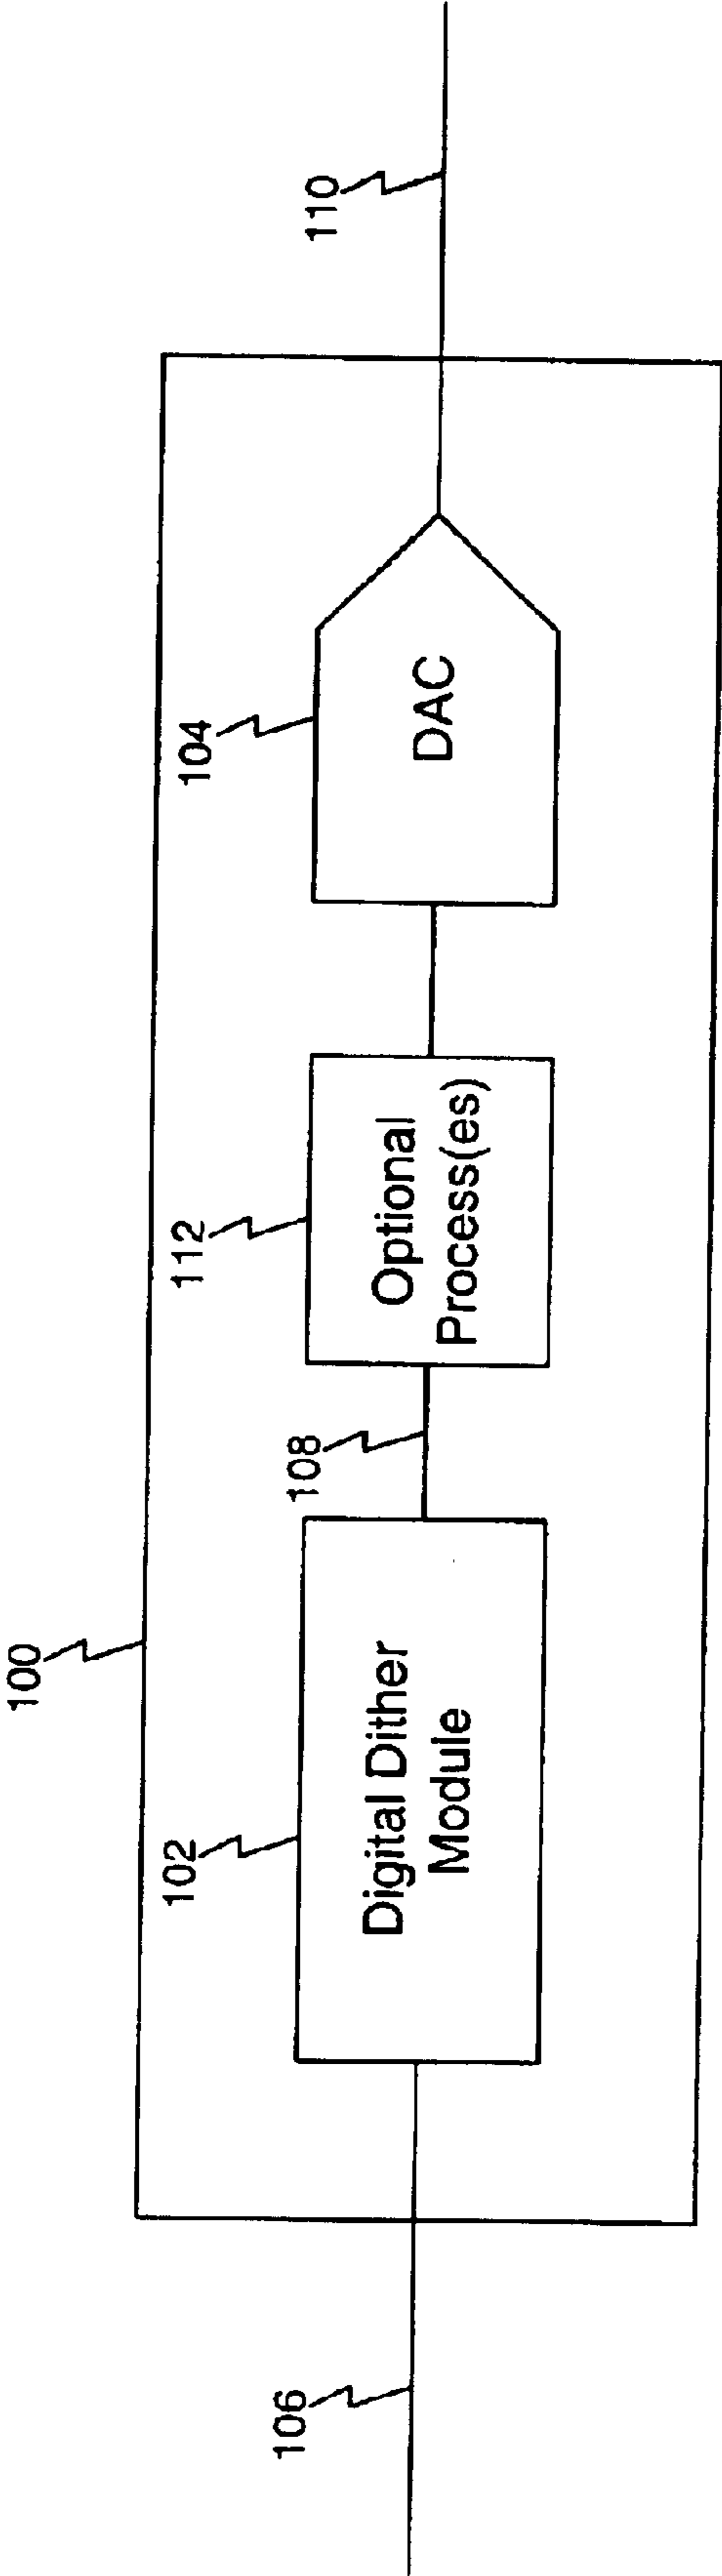 100
102
104
112
108
106
110
Digital Dither
Module
Optional
Process(es)
DAC